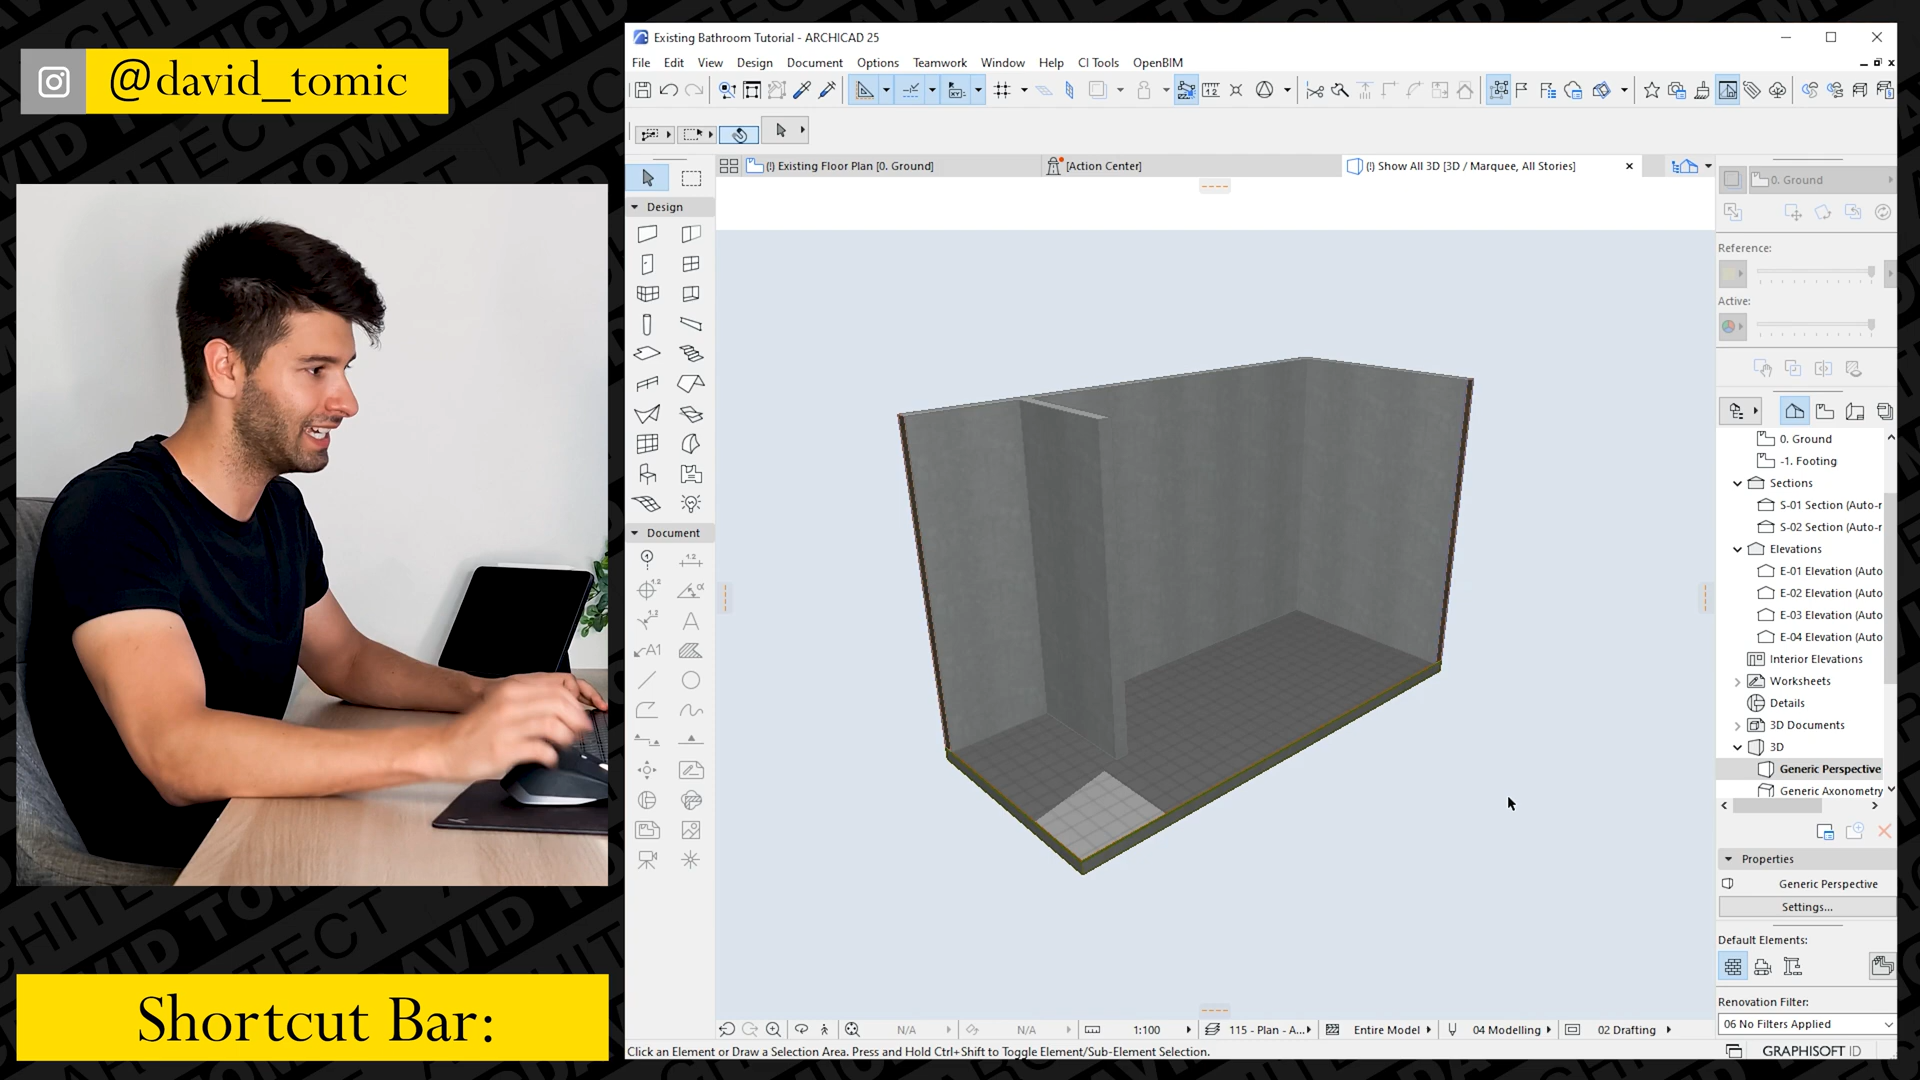 @david_tomic
Shortcut Bar:
Existing Bathroom Tutorial - ARCHICAD 25
File Edit View Design Document Options Teamwork Window Help CI Tools OpenBIM
(!) Existing Floor Plan [0. Ground]
[Action Center]
(!) Show All 3D [3D / Marquee, All Stories]
Design
Document
0. Ground
Reference:
Active:
0. Ground
-1. Footing
Sections
S-01 Section (Auto-r
S-02 Section (Auto-r
Elevations
E-01 Elevation (Auto
E-02 Elevation (Auto
E-03 Elevation (Auto
E-04 Elevation (Auto
Interior Elevations
Worksheets
Details
3D Documents
3D
Generic Perspective
Generic Axonometry
Properties
Generic Perspective
Settings...
Default Elements:
Renovation Filter:
06 No Filters Applied
N/A N/A 1:100 115 - Plan - A... Entire Model 04 Modelling 02 Drafting
Click an Element or Draw a Selection Area. Press and Hold Ctrl+Shift to Toggle Element/Sub-Element Selection.
GRAPHISOFT ID